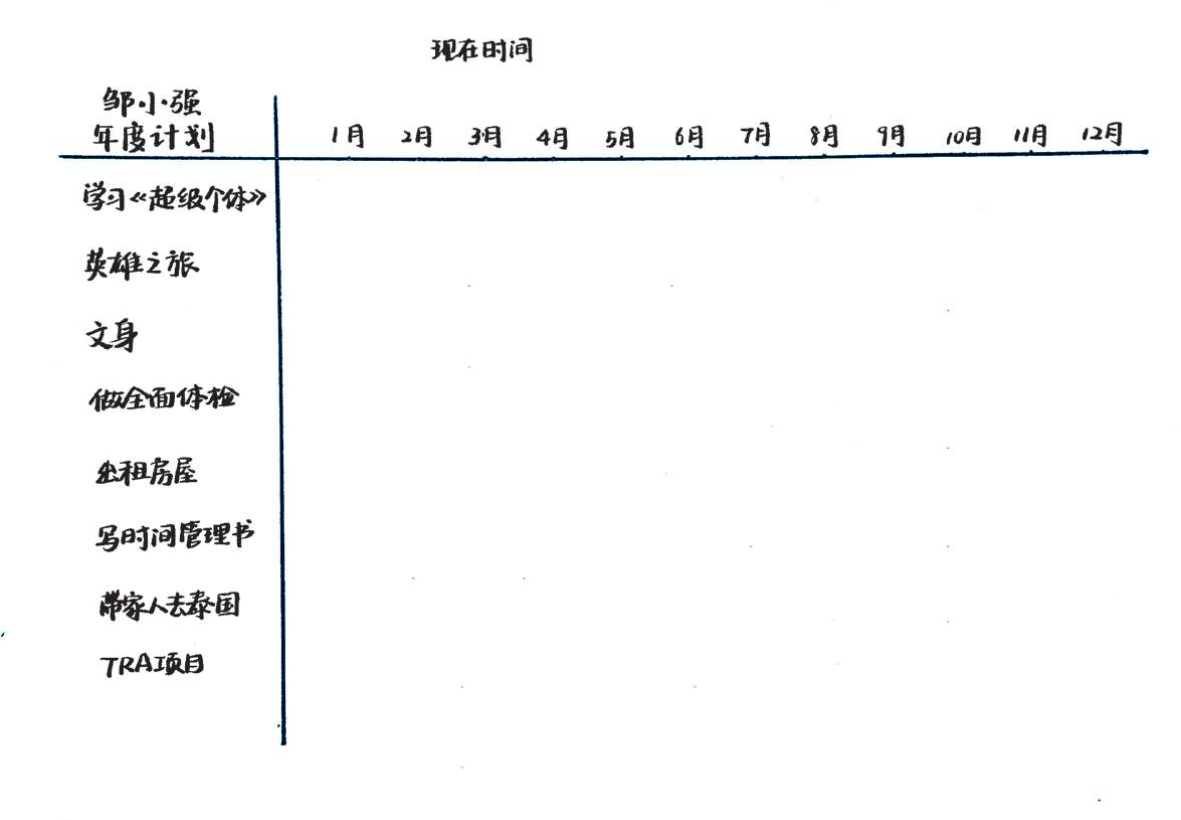 现在时间
邹小强
年度计划
1月 2月 3月 4月 5月 6月 7月 8月 9月 10月 11月 12月
学习《超级个体》
英雄之旅
文身
做全面体检
出租房屋
写时间管理书
带家人去泰国
TRA项目